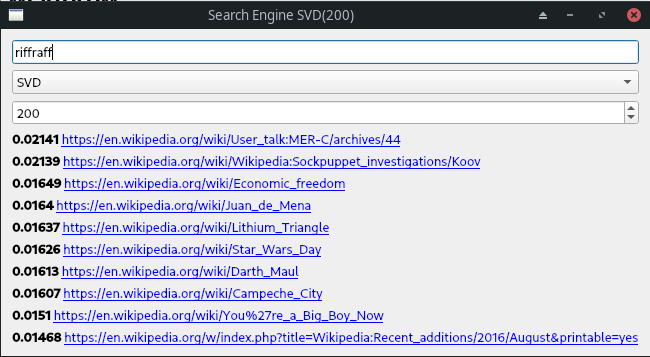 Search Engine SVD(200)
riffraff
SVD
200
0.02141 https://en.wikipedia.org/wiki/User_talk:MER-C/archives/44
0.02139 https://en.wikipedia.org/wiki/Wikipedia:Sockpuppet_investigations/Koov
0.01649 https://en.wikipedia.org/wiki/Economic_freedom
0.0164 https://en.wikipedia.org/wiki/Juan_de_Mena
0.01637 https://en.wikipedia.org/wiki/Lithium_Triangle
0.01626 https://en.wikipedia.org/wiki/Star_Wars_Day
0.01613 https://en.wikipedia.org/wiki/Darth_Maul
0.01607 https://en.wikipedia.org/wiki/Campeche_City
0.0151 https://en.wikipedia.org/wiki/You%27re_a_Big_Boy_Now
0.01468 https://en.wikipedia.org/w/index.php?title=Wikipedia:Recent_additions/2016/August&printable=yes